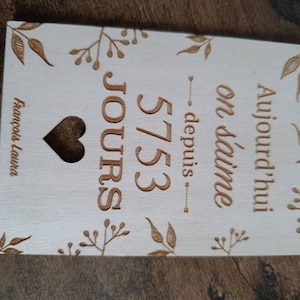 Aujourd'hui
on s'aime
depuis
5753
JOURS
François Laura